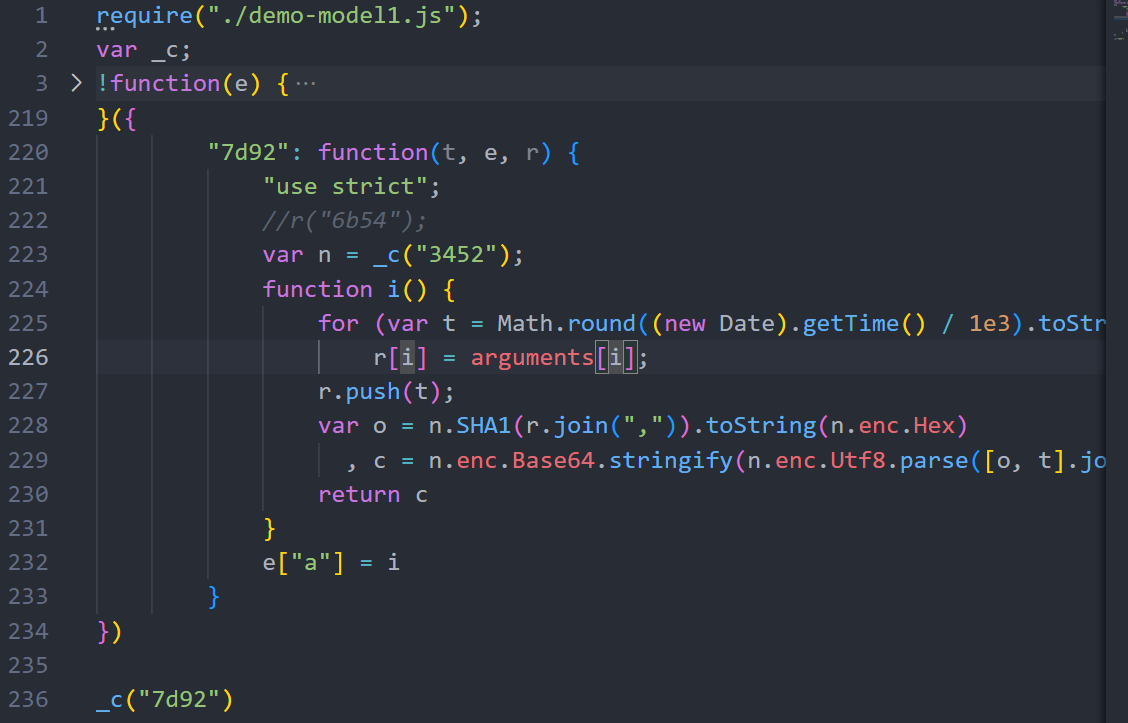 1 require("./demo-model1.js");
2 var _c;
3 !function(e) { ···
219 }({
220 "7d92": function(t, e, r) {
221 "use strict";
222 //r("6b54");
223 var n = _c("3452");
224 function i() {
225 for (var t = Math.round((new Date).getTime() / 1e3).toStr
226 r[i] = arguments[i];
227 r.push(t);
228 var o = n.SHA1(r.join(",")).toString(n.enc.Hex)
229 , c = n.enc.Base64.stringify(n.enc.Utf8.parse([o, t].jo
230 return c
231 }
232 e["a"] = i
233 }
234 })
235
236 _c("7d92")